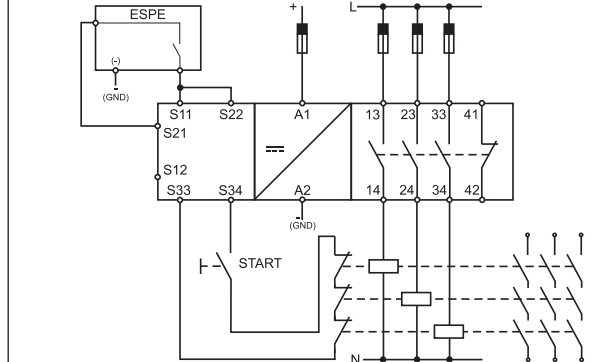 ESPE
+
L
(-)
(GND)
S11
S22
A1
13
23
33
41
S21
S12
S33
S34
A2
14
24
34
42
(GND)
START
N